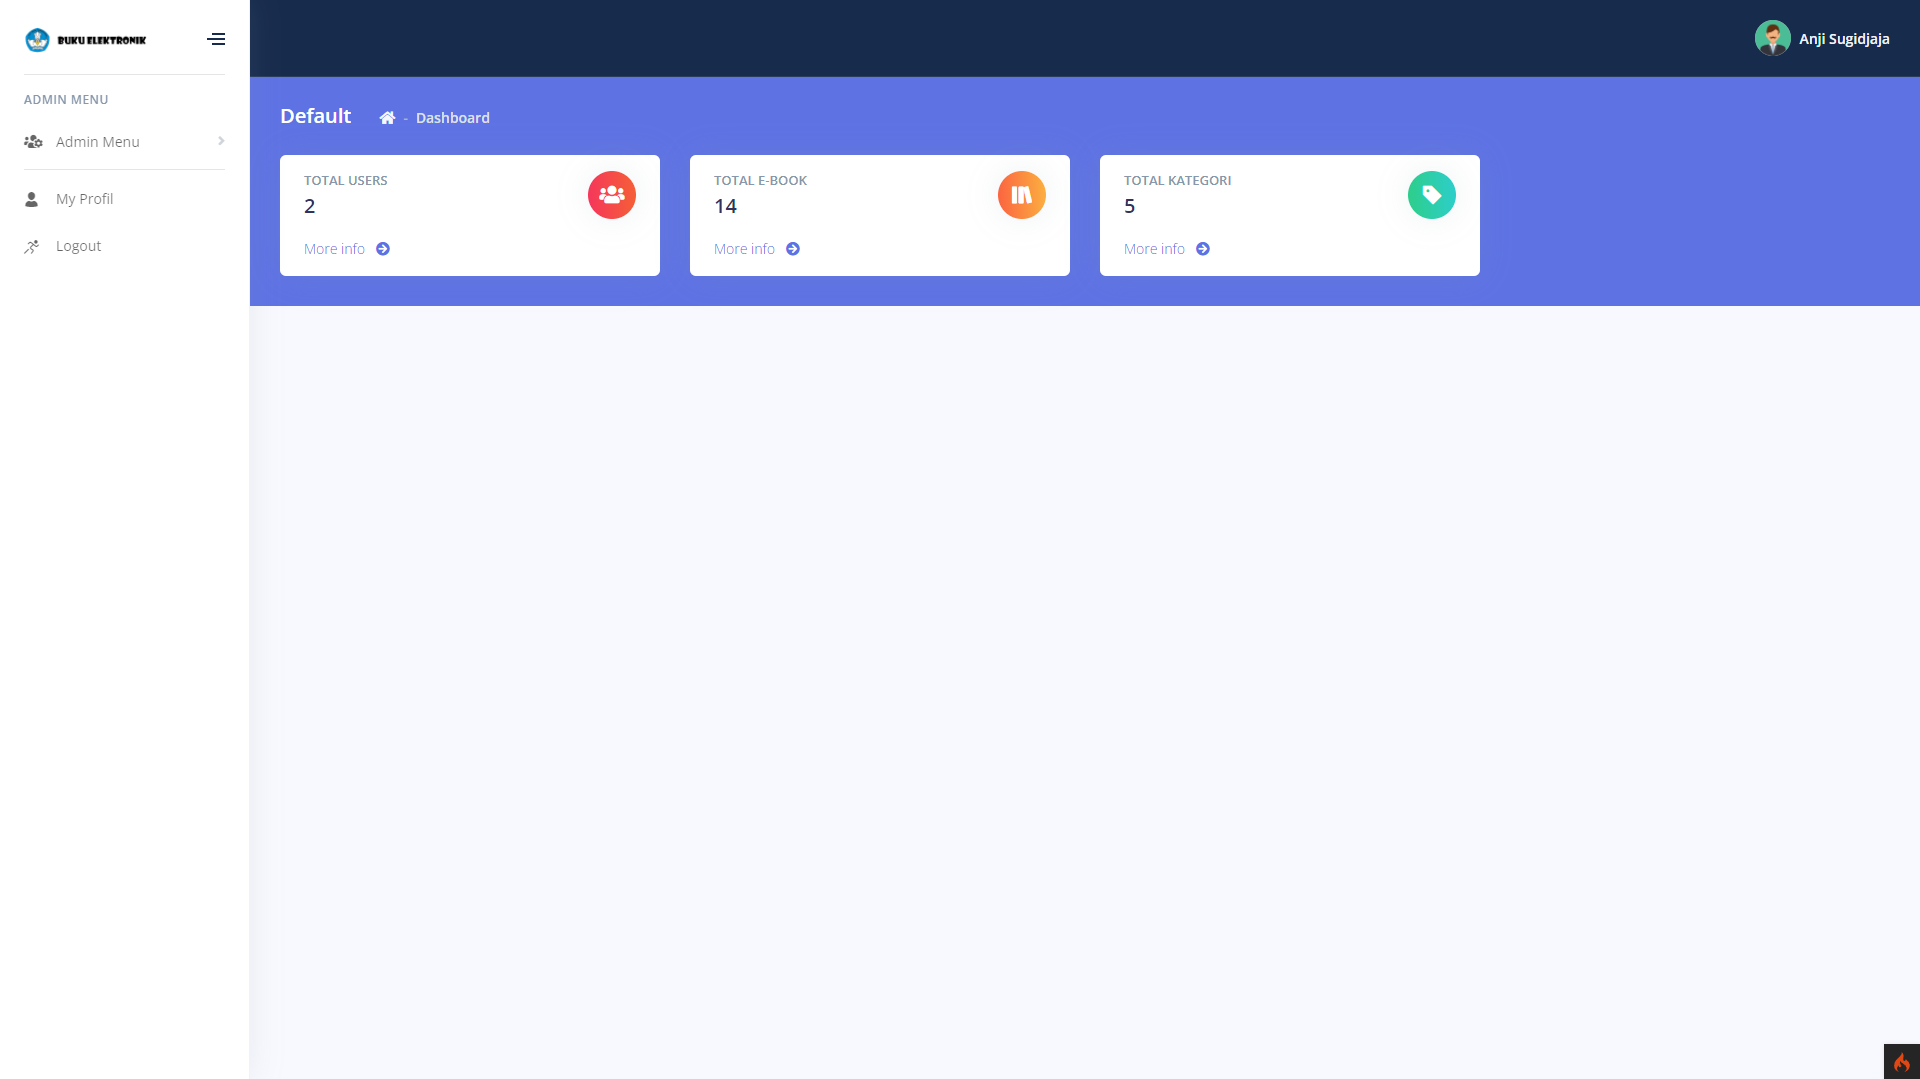 BUKU ELEKTRONIK
Anji Sugidjaja
ADMIN MENU
Admin Menu
My Profil
Logout
Default - Dashboard
TOTAL USERS
2
More info
TOTAL E-BOOK
14
More info
TOTAL KATEGORI
5
More info